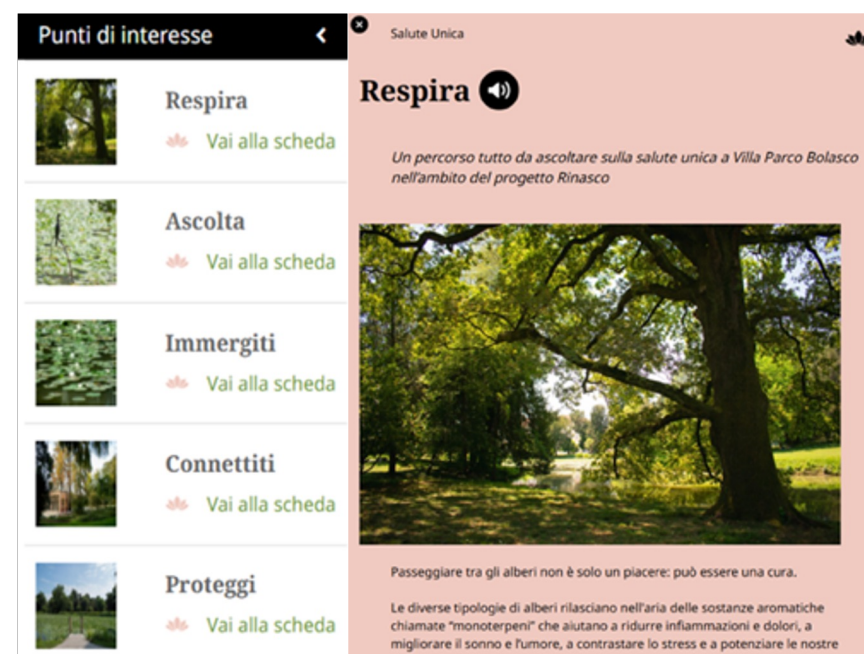 Punti di interesse
Respira
Vai alla scheda
Ascolta
Vai alla scheda
Immergiti
Vai alla scheda
Connettiti
Vai alla scheda
Proteggi
Vai alla scheda
Salute Unica
Respira
Un percorso tutto da ascoltare sulla salute unica a Villa Parco Bolasco
nell'ambito del progetto Rinasco
Passeggiare tra gli alberi non è solo un piacere: può essere una cura.
Le diverse tipologie di alberi rilasciano nell'aria delle sostanze aromatiche
chiamate “monoterpeni” che aiutano a ridurre infiammazioni e dolori, a
migliorare il sonno e l'umore, a contrastare lo stress e a potenziare le nostre